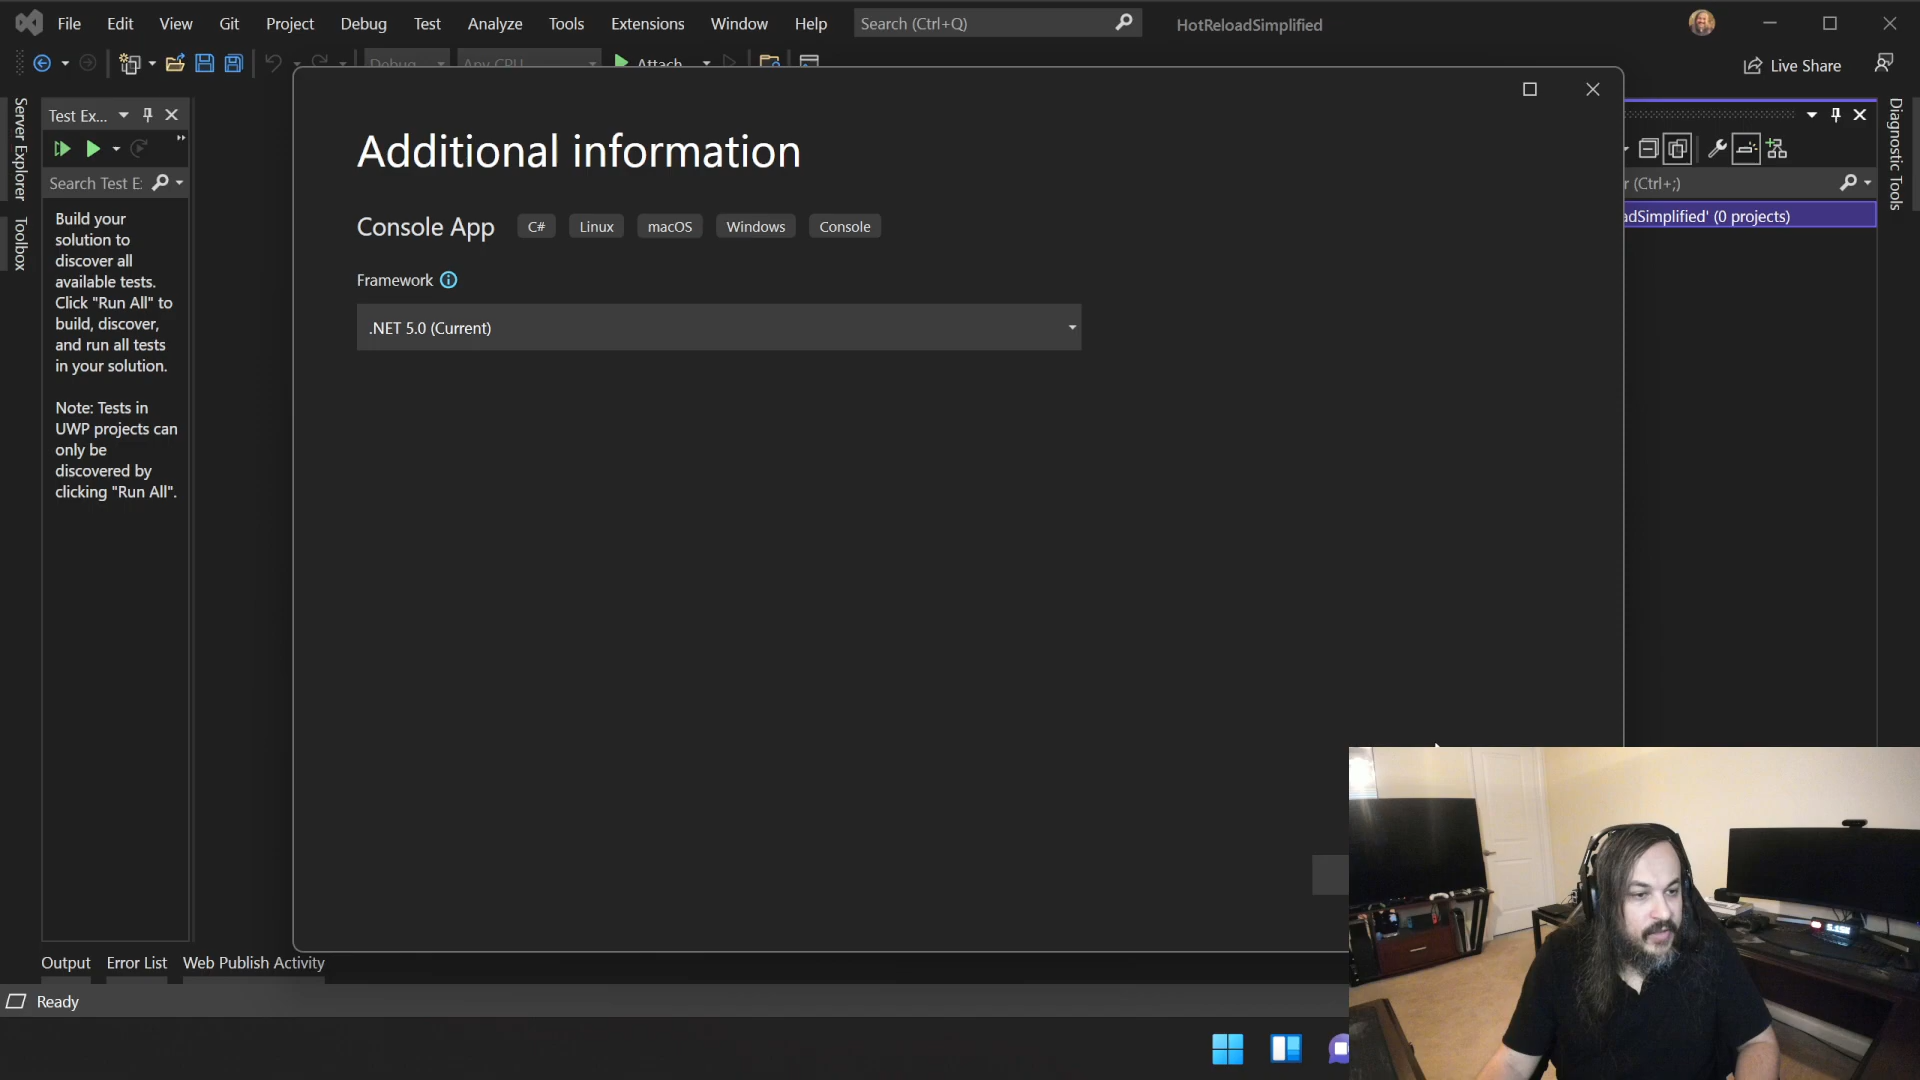 File Edit View Git Project Debug Test Analyze Tools Extensions Window Help Search (Ctrl+Q) HotReloadSimplified
Debug Any CPU Attach Live Share
Server Explorer
Toolbox
Test Ex...
Search Test E:
Build your
solution to
discover all
available tests.
Click "Run All" to
build, discover,
and run all tests
in your solution.
Note: Tests in
UWP projects can
only be
discovered by
clicking "Run All".
Additional information
Console App C# Linux macOS Windows Console
Framework
.NET 5.0 (Current)
r (Ctrl+;)
adSimplified' (0 projects)
Diagnostic Tools
Output Error List Web Publish Activity
Ready